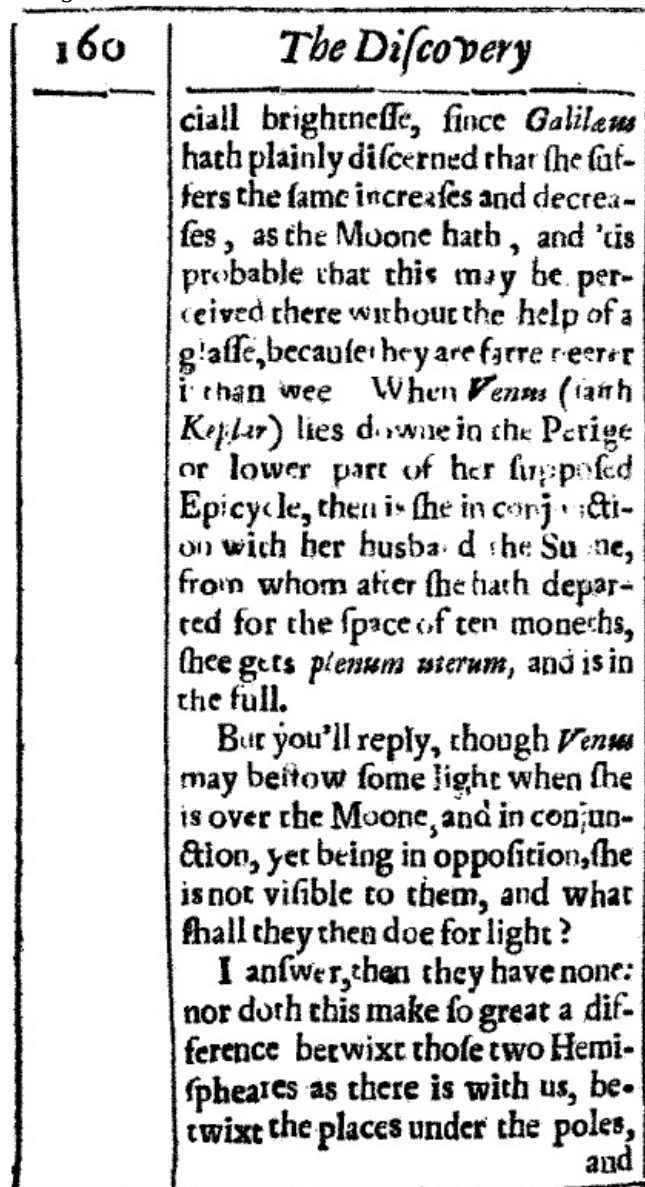 160
The Diſcovery
ciall brightneſſe, ſince Galilæus
hath plainly diſcerned that ſhe ſuf-
fers the ſame increaſes and decrea-
ſes, as the Moone hath, and 'tis
probable that this may be per-
ceived there without the help of a
glaſſe, becauſe they are farre neerer
it than wee When Venus (ſaith
Keplar) lies downe in the Perige
or lower part of her ſuppoſed
Epicycle, then is ſhe in conjuncti-
on with her husband the Sunne,
from whom after ſhe hath depar-
ted for the ſpace of ten moneths,
ſhee gets plenum uterum, and is in
the full.
But you'll reply, though Venus
may beſtow ſome light when ſhe
is over the Moone, and in conjun-
ction, yet being in oppoſition, ſhe
is not viſible to them, and what
ſhall they then doe for light?
I anſwer, then they have none:
nor doth this make ſo great a dif-
ference betwixt thoſe two Hemi-
ſpheares as there is with us, be-
twixt the places under the poles,
and